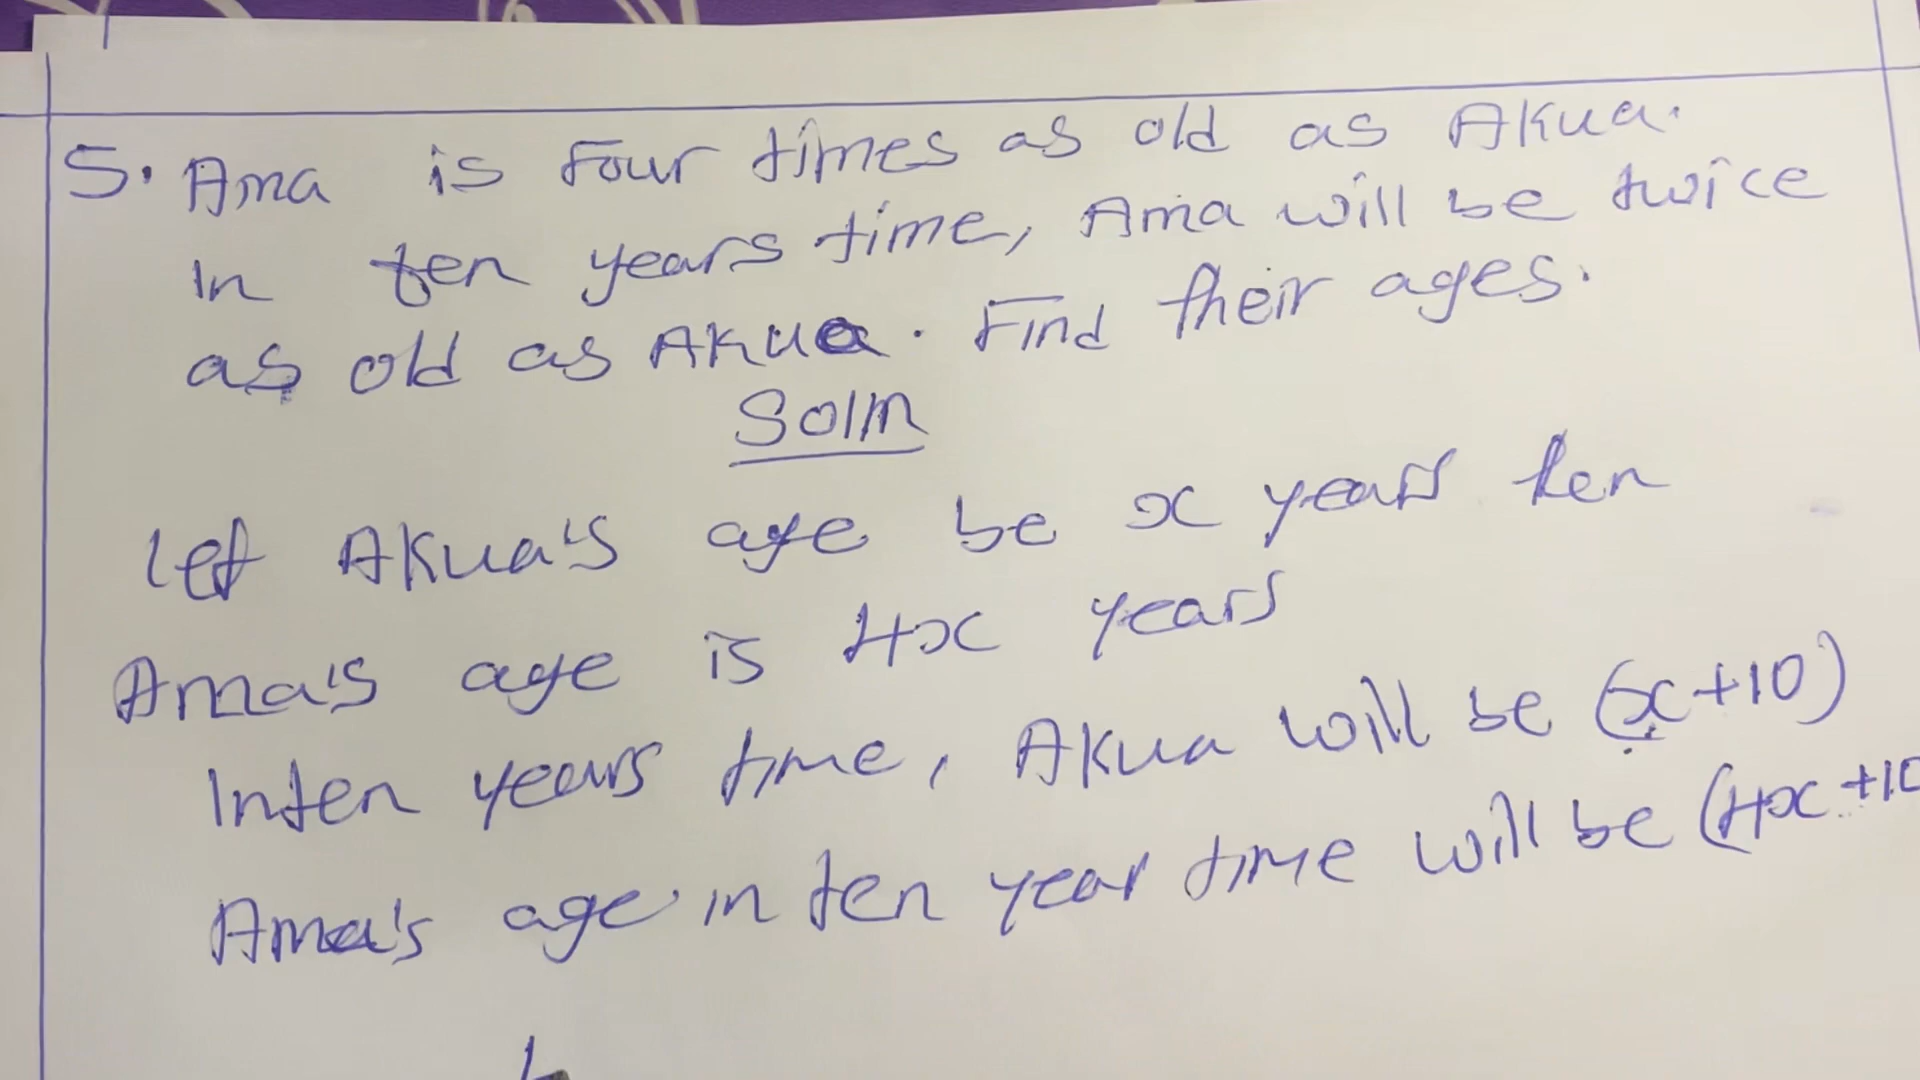 5. Ama is four times as old as Akua.
In ten years time, Ama will be twice
as old as Akua. Find their ages.
Soln
Let Akua's age be x years then
Ama's age is 4x years
In ten years time, Akua will be (x+10)
Ama's age in ten year time will be (4x+10